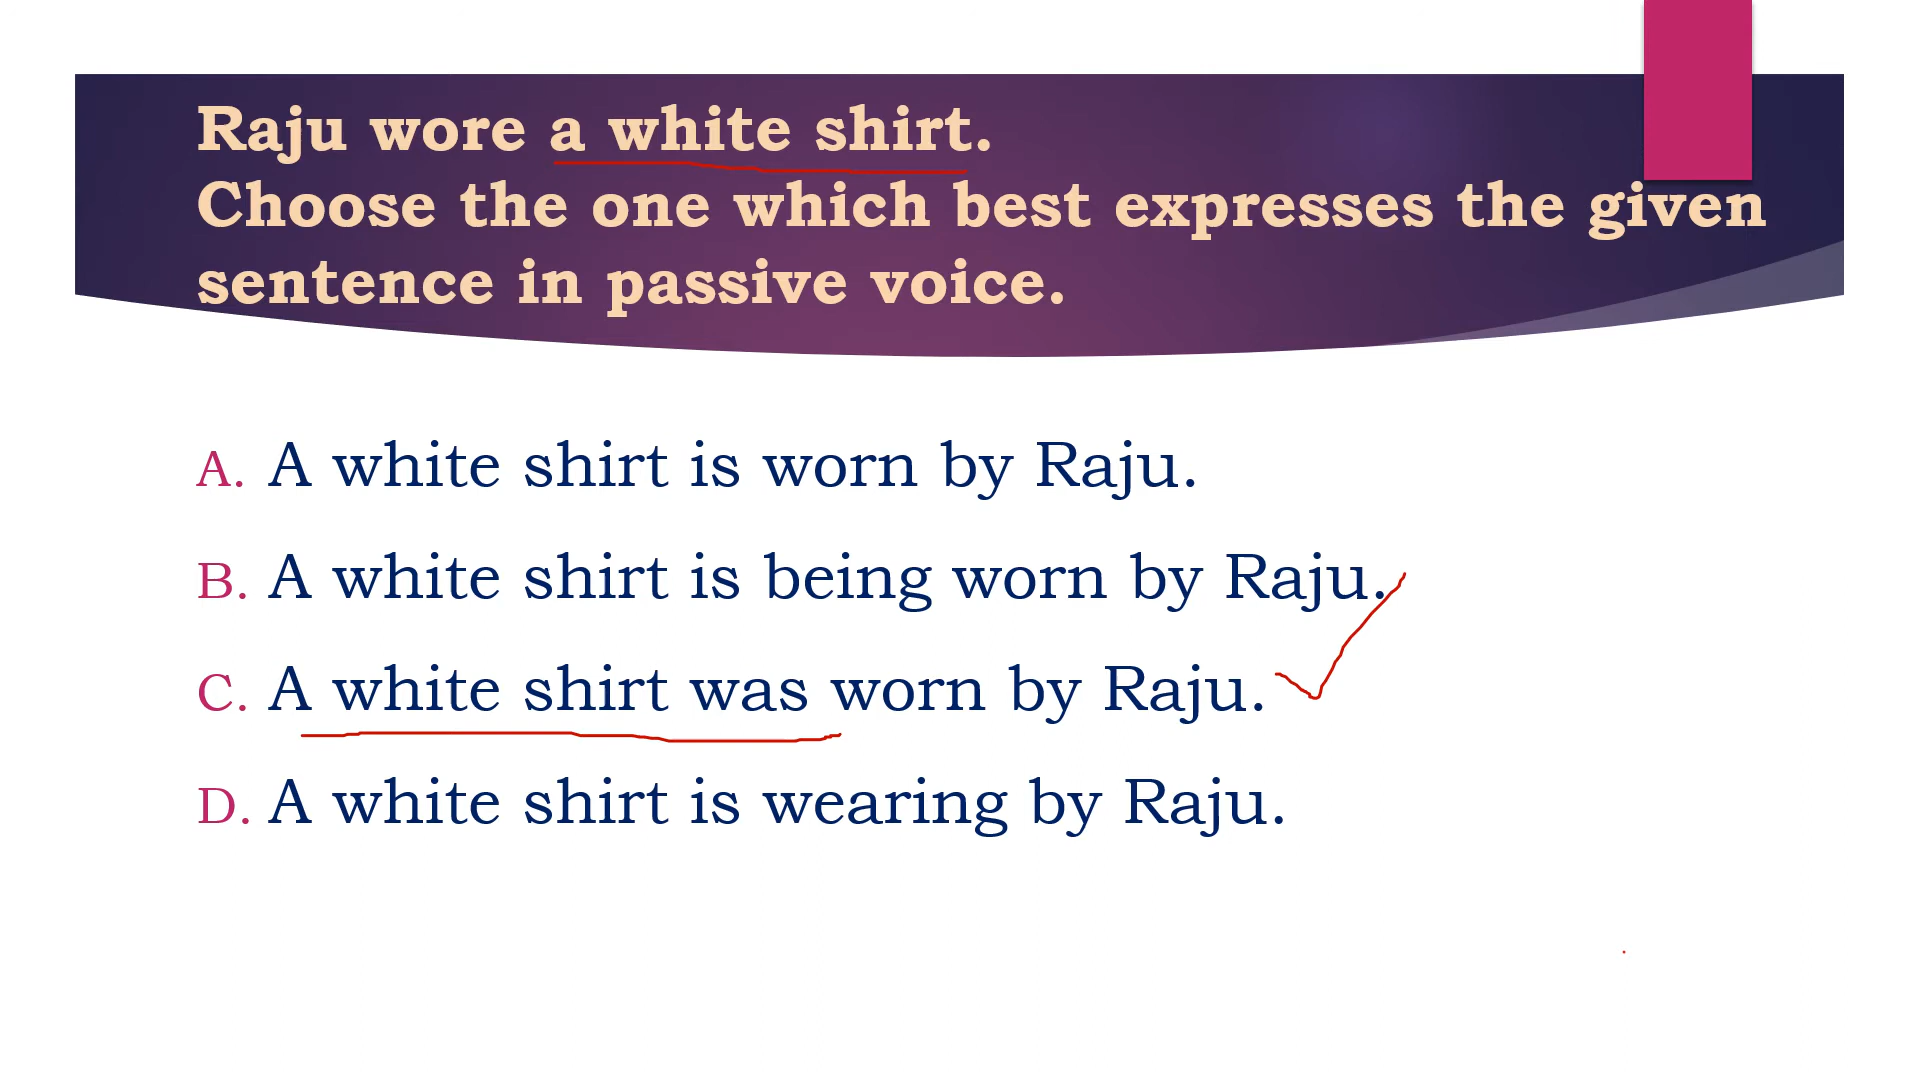 Raju wore a white shirt.
Choose the one which best expresses the given
sentence in passive voice.
A. A white shirt is worn by Raju.
B. A white shirt is being worn by Raju.
C. A white shirt was worn by Raju.
D. A white shirt is wearing by Raju.